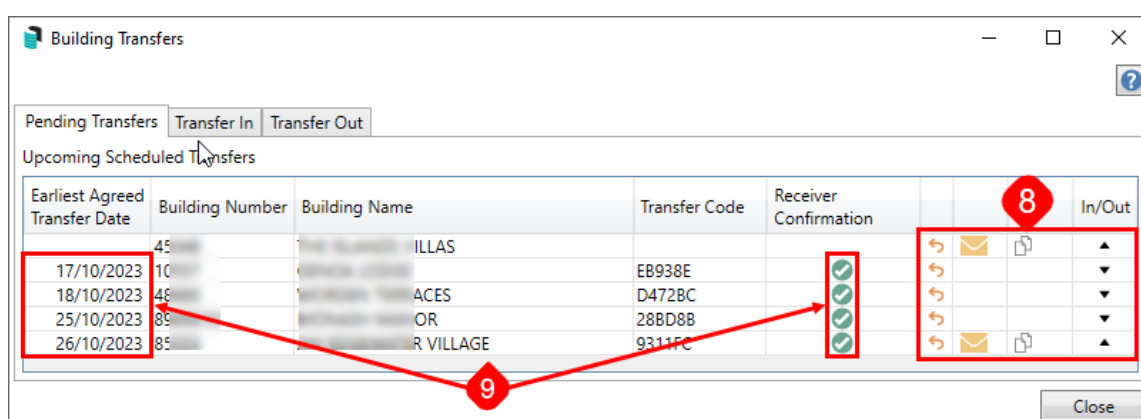 Building Transfers
Pending Transfers Transfer In Transfer Out
Upcoming Scheduled Transfers
Earliest Agreed Transfer Date Building Number Building Name Transfer Code Receiver Confirmation 8 In/Out
45 ILLAS
17/10/2023 10 EB938E
18/10/2023 48 ACES D472BC
25/10/2023 89 OR 28BD8B
26/10/2023 85 R VILLAGE 9311FC
9
Close